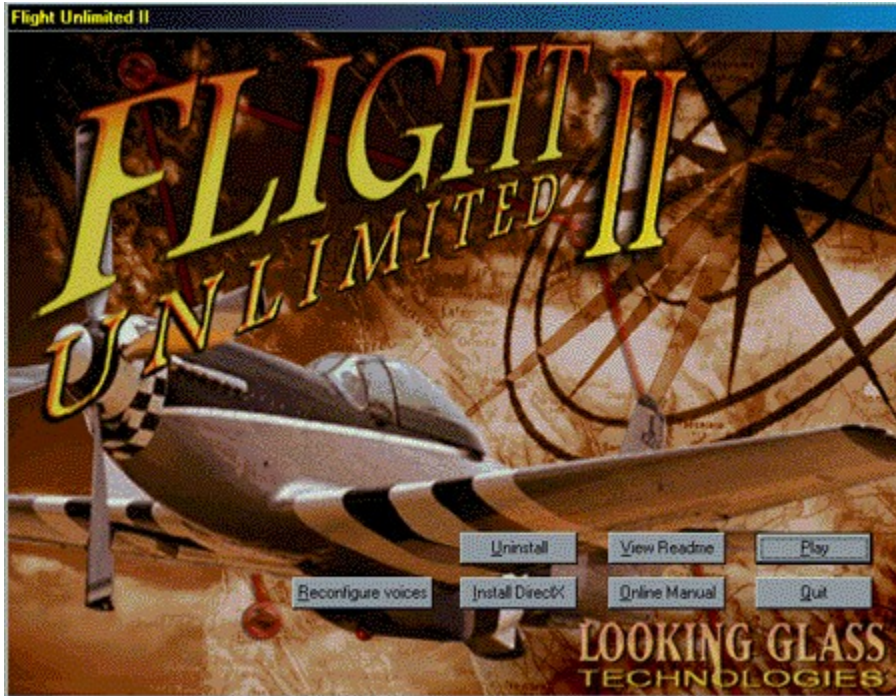 Flight Unlimited II
FLIGHT II
UNLIMITED
Uninstall
View Readme
Play
Reconfigure voices
Install DirectX
Online Manual
Quit
LOOKING GLASS
TECHNOLOGIES